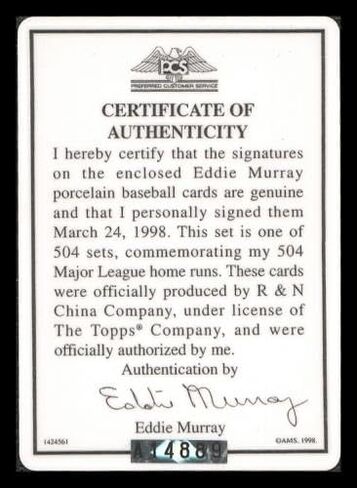 PCS
PREFERRED CUSTOMER SERVICE
CERTIFICATE OF
AUTHENTICITY
I hereby certify that the signatures
on the enclosed Eddie Murray
porcelain baseball cards are genuine
and that I personally signed them
March 24, 1998. This set is one of
504 sets, commemorating my 504
Major League home runs. These cards
were officially produced by R & N
China Company, under license of
The Topps® Company, and were
officially authorized by me.
Authentication by
Eddie Murray
Eddie Murray
1424561 ©AMS. 1998.
A14889